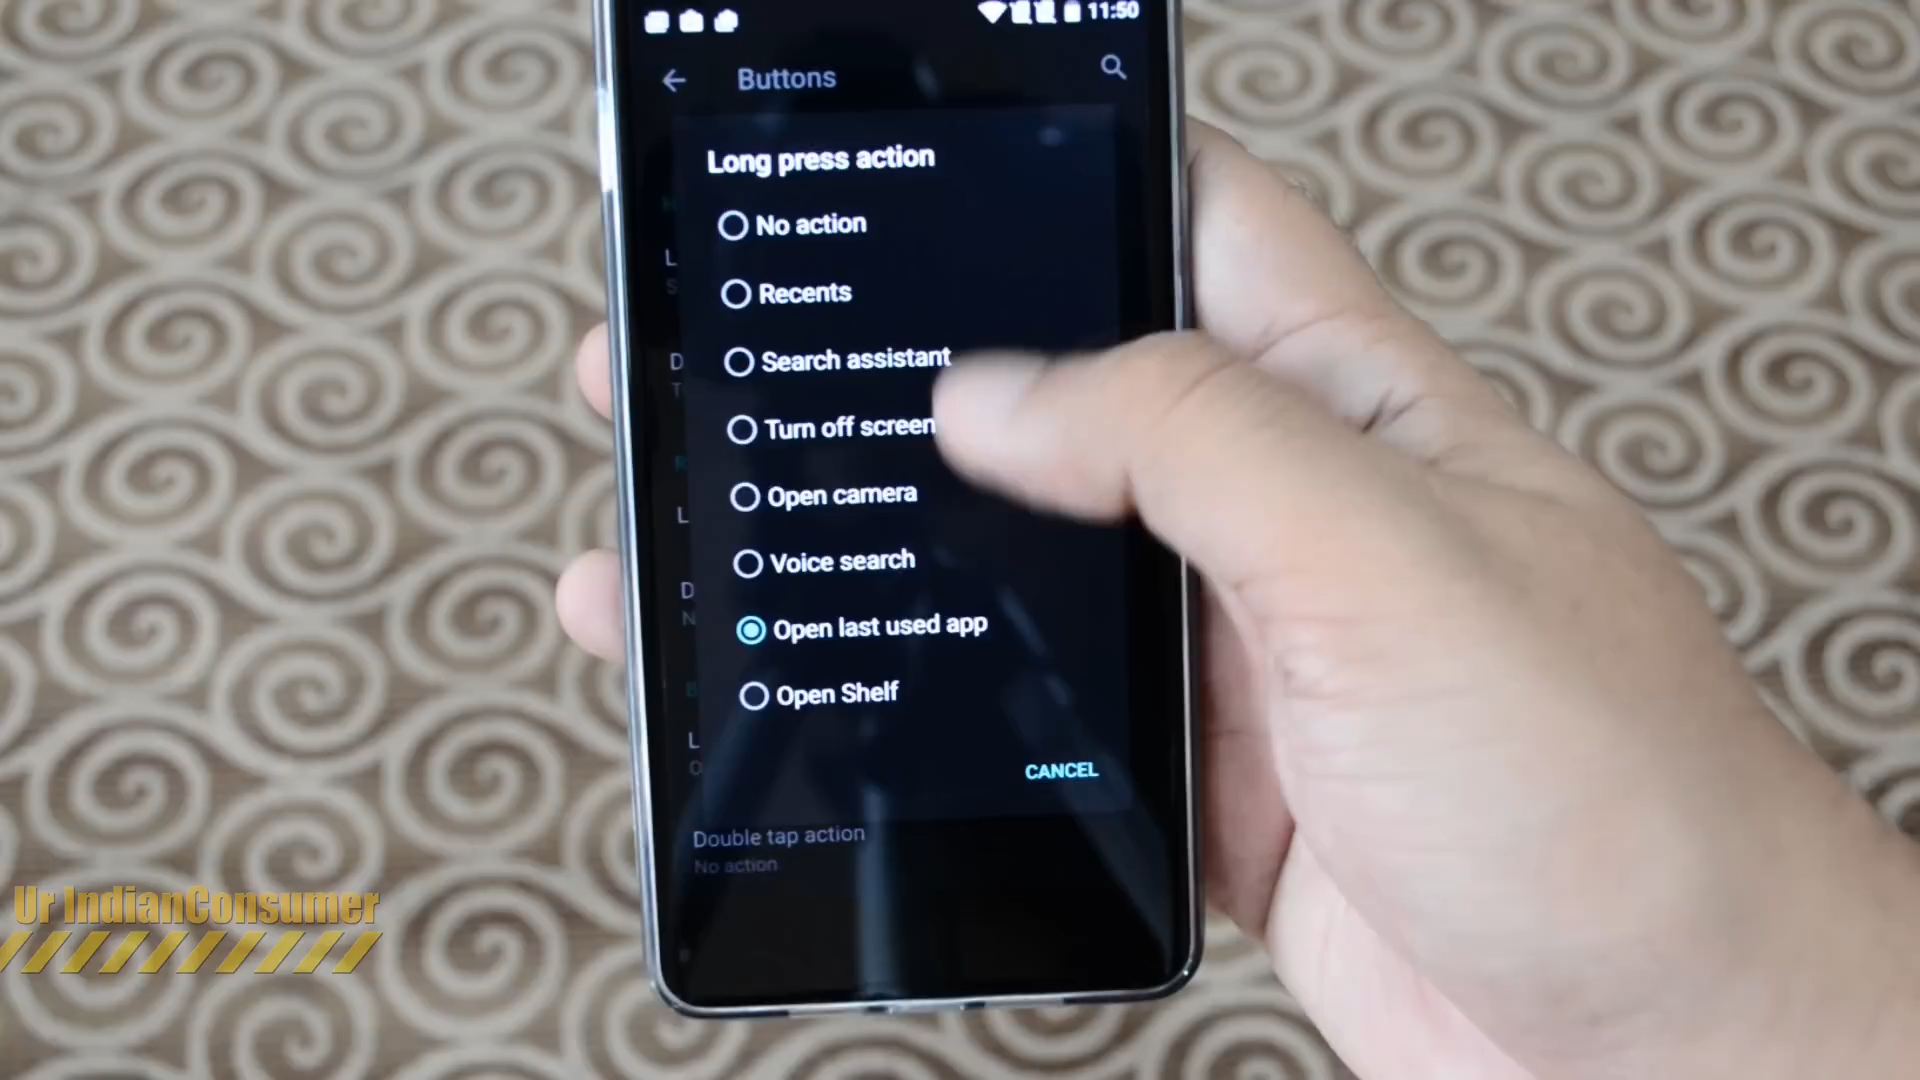 11:50
Buttons
Long press action
No action
Recents
Search assistant
Turn off screen
Open camera
Voice search
Open last used app
Open Shelf
CANCEL
Double tap action
No action
Ur IndianConsumer